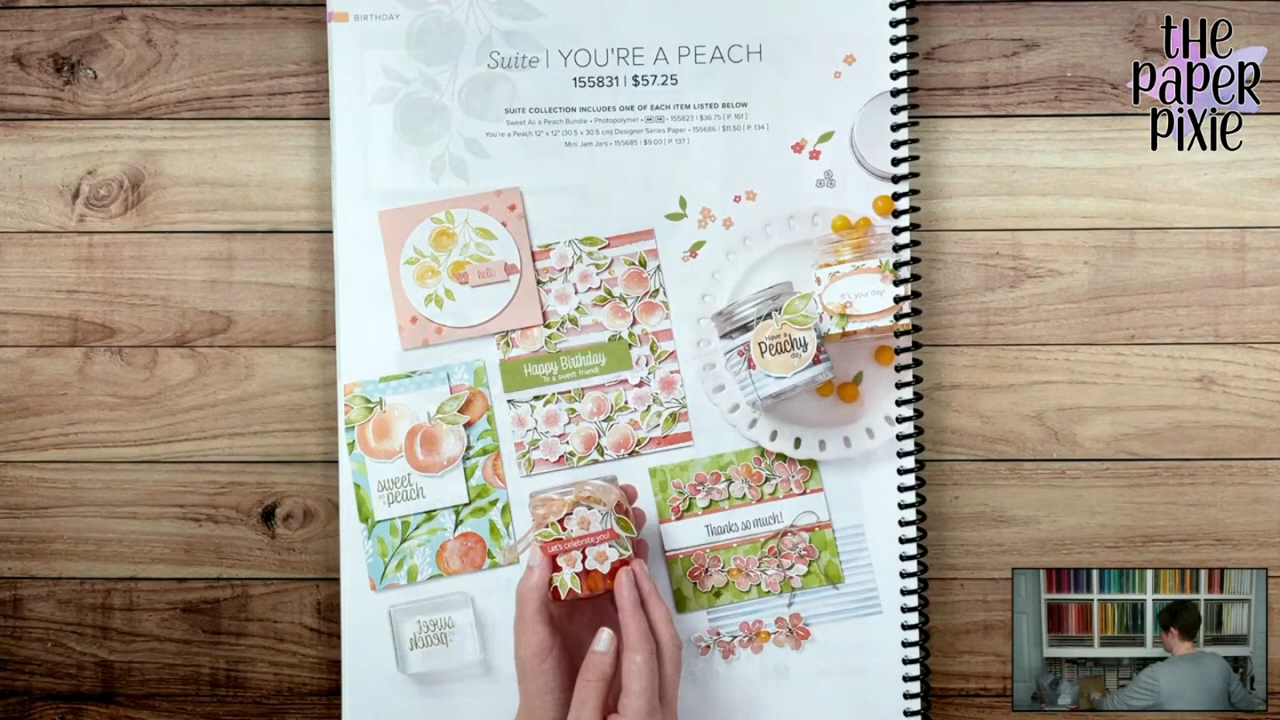 BIRTHDAY
Suite | YOU'RE A PEACH
155831 | $57.25
SUITE COLLECTION INCLUDES ONE OF EACH ITEM LISTED BELOW
Sweet As a Peach Bundle • Photopolymer • 155823 | $36.75 [ P. 161 ]
You're a Peach 12" x 12" (30.5 x 30.5 cm) Designer Series Paper • 155686 | $11.50 [ P. 134 ]
Mini Jam Jars • 155685 | $9.00 [ P. 137 ]
the
paper
pixie
hello
Happy Birthday
to a sweet friend!
It's your day!
Have a
Peachy
day
sweet
as a
peach
Let's celebrate you!
Thanks so much!
sweet
as a
peach